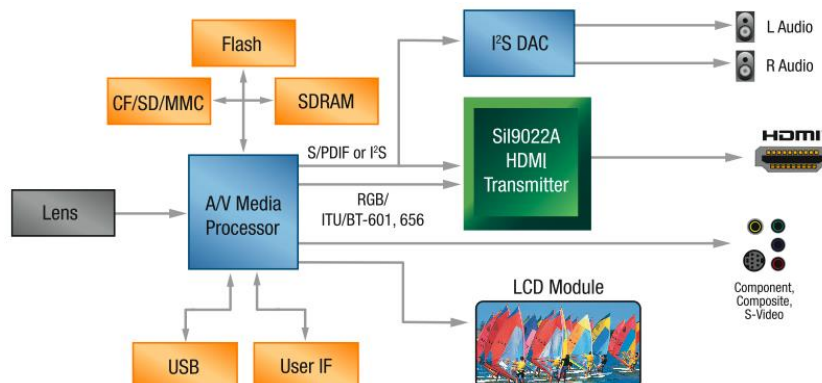 Flash
CF/SD/MMC
SDRAM
I²S DAC
L Audio
R Audio
S/PDIF or I²S
SiI9022A
HDMI
Transmitter
HDMI
Lens
A/V Media
Processor
RGB/
ITU/BT-601, 656
LCD Module
Component,
Composite,
S-Video
USB
User IF